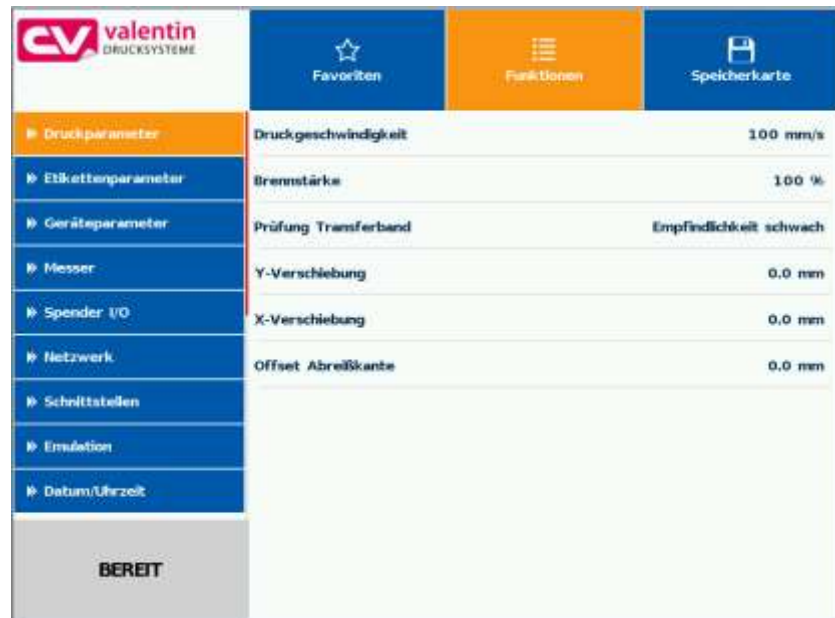 CV valentin
DRUCKSYSTEME
Favoriten
Funktionen
Speicherkarte
Druckparameter
Etikettenparameter
Geräteparameter
Messer
Spender I/O
Netzwerk
Schnittstellen
Emulation
Datum/Uhrzeit
BEREIT
Druckgeschwindigkeit 100 mm/s
Brennstärke 100 %
Prüfung Transferband Empfindlichkeit schwach
Y-Verschiebung 0.0 mm
X-Verschiebung 0.0 mm
Offset Abreißkante 0.0 mm